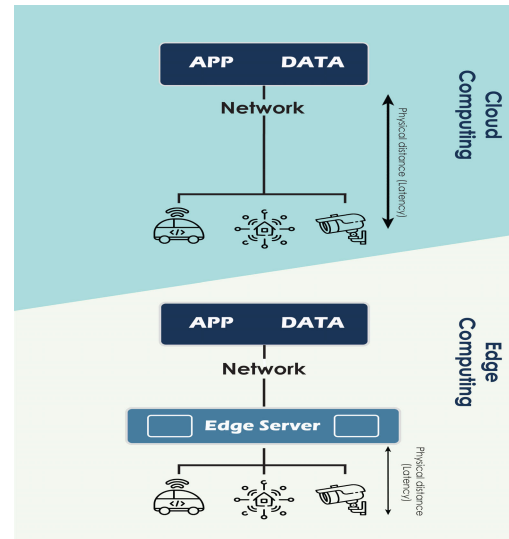 APP DATA
Network
Physical distance (Latency)
Cloud
Computing
</>
</>
APP DATA
Network
Edge Server
Physical distance
(Latency)
Edge
Computing
</>